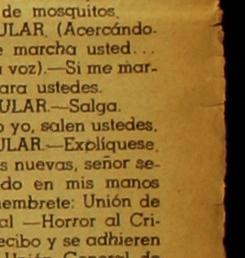 de mosquitos.
ULAR. (Acercándo-
e marcha usted...
a voz).—Si me mar-
ara ustedes.
ULAR.—Salga.
o yo, salen ustedes,
ULAR.—Explíquese,
s nuevas, señor se-
do en mis manos
nembrete: Unión de
al —Horror al Cri-
ecibo y se adhieren